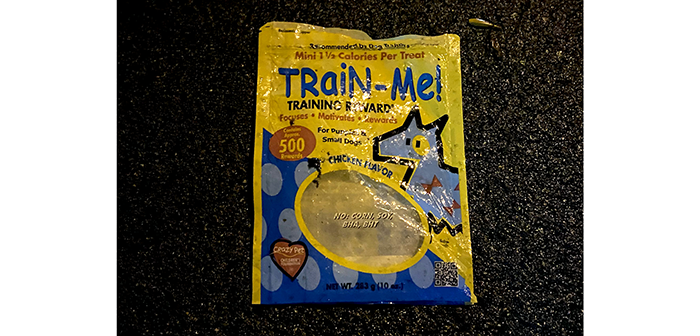 Recommended by Dog Trainers
Mini 1 ½ Calories Per Treat
TRaiN-Me!
TRAINING REWARD
Focuses • Motivates • Rewards
Contains
Approx.
500
Rewards
For Puppies &
Small Dogs
CHICKEN FLAVOR
NO: CORN, SOY,
BHA, BHT
Crazy Pet
NET WT. 283 g (10 oz.)